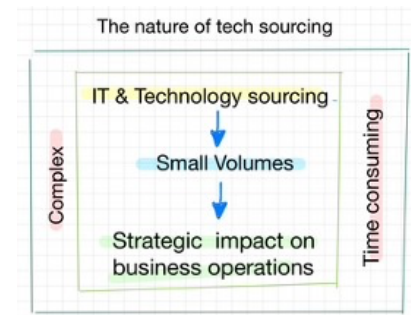 The nature of tech sourcing
IT & Technology sourcing
Small Volumes
Strategic impact on
business operations
Complex
Time consuming